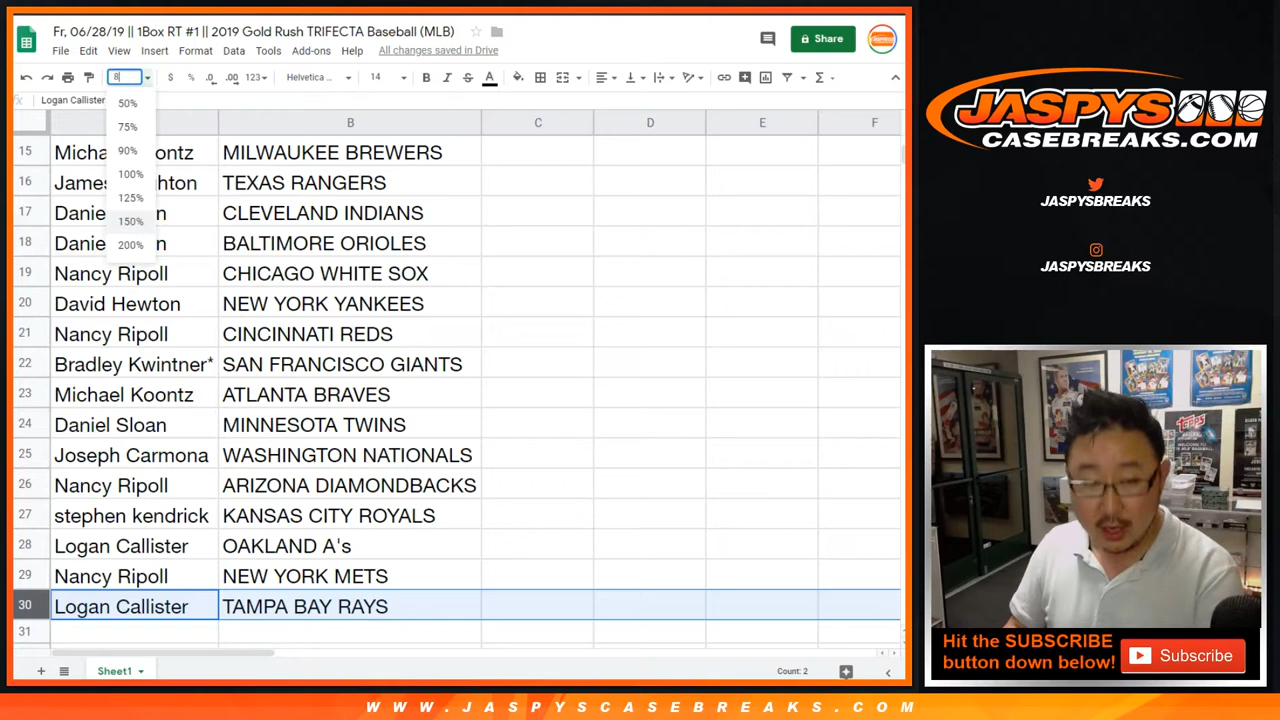 Fr, 06/28/19 || 1Box RT #1 || 2019 Gold Rush TRIFECTA Baseball (MLB)
File Edit View Insert Format Data Tools Add-ons Help All changes saved in Drive
Share
8 $ % .0 .00 123 Helvetica ... 14 B I S A
Logan Callister
50%
75%
90%
100%
125%
150%
200%
B C D E F
15 MILWAUKEE BREWERS
16 TEXAS RANGERS
17 CLEVELAND INDIANS
18 BALTIMORE ORIOLES
19 Nancy Ripoll CHICAGO WHITE SOX
20 David Hewton NEW YORK YANKEES
21 Nancy Ripoll CINCINNATI REDS
22 Bradley Kwintner* SAN FRANCISCO GIANTS
23 Michael Koontz ATLANTA BRAVES
24 Daniel Sloan MINNESOTA TWINS
25 Joseph Carmona WASHINGTON NATIONALS
26 Nancy Ripoll ARIZONA DIAMONDBACKS
27 stephen kendrick KANSAS CITY ROYALS
28 Logan Callister OAKLAND A's
29 Nancy Ripoll NEW YORK METS
30 Logan Callister TAMPA BAY RAYS
31
Sheet1
Count: 2
JASPYS
CASEBREAKS.COM
JASPYSBREAKS
JASPYSBREAKS
TOPPS
Hit the SUBSCRIBE
button down below!
Subscribe
WWW.JASPYSCASEBREAKS.COM